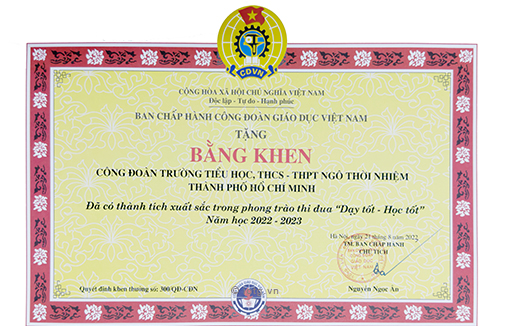 CĐVN
CỘNG HÒA XÃ HỘI CHỦ NGHĨA VIỆT NAM
Độc lập - Tự do - Hạnh phúc
BAN CHẤP HÀNH CÔNG ĐOÀN GIÁO DỤC VIỆT NAM
TẶNG
BẰNG KHEN
CÔNG ĐOÀN TRƯỜNG TIỂU HỌC, THCS - THPT NGÔ THỜI NHIỆM
THÀNH PHỐ HỒ CHÍ MINH
Đã có thành tích xuất sắc trong phong trào thi đua “Dạy tốt - Học tốt”
Năm học 2022 - 2023
Hà Nội, ngày 21 tháng 8 năm
TM. BAN CHẤP HÀNH
CHỦ TỊCH
Quyết định khen thưởng số: 300/QĐ-CĐN
Nguyễn Ngọc Ân